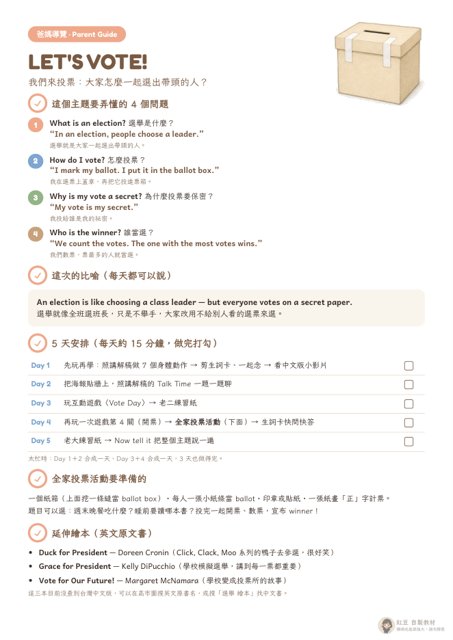 爸媽導覽 · Parent Guide
LET'S VOTE!
我們來投票：大家怎麼一起選出帶頭的人？
這個主題要弄懂的 4 個問題
1 What is an election? 選舉是什麼？
“In an election, people choose a leader.”
選舉就是大家一起選出帶頭的人。
2 How do I vote? 怎麼投票？
“I mark my ballot. I put it in the ballot box.”
我在選票上蓋章，再把它投進票箱。
3 Why is my vote a secret? 為什麼投票要保密？
“My vote is my secret.”
我投給誰是我的祕密。
4 Who is the winner? 誰當選？
“We count the votes. The one with the most votes wins.”
我們數票，票最多的人就當選。
這次的比喻（每天都可以說）
An election is like choosing a class leader — but everyone votes on a secret paper.
選舉就像全班選班長，只是不舉手，大家改用不給別人看的選票來選。
5 天安排（每天約 15 分鐘，做完打勾）
Day 1 先玩再學：照講解稿做 7 個身體動作 → 剪生詞卡、一起念 → 看中文版小影片
Day 2 把海報貼牆上，照講解稿的 Talk Time 一題一題聊
Day 3 玩互動遊戲（Vote Day）→ 老二練習紙
Day 4 再玩一次遊戲第 4 關（開票）→ 全家投票活動（下面）→ 生詞卡快問快答
Day 5 老大練習紙 → Now tell it 把整個主題說一遍
太忙時：Day 1+2 合成一天、Day 3+4 合成一天，3 天也做得完。
全家投票活動要準備的
一個紙箱（上面挖一條縫當 ballot box）、每人一張小紙條當 ballot、印章或貼紙、一張紙畫「正」字計票。
題目可以選：週末晚餐吃什麼？睡前要讀哪本書？投完一起開票、數票，宣布 winner！
延伸繪本（英文原文書）
• Duck for President — Doreen Cronin（Click, Clack, Moo 系列的鴨子去參選，很好笑）
• Grace for President — Kelly DiPucchio（學校模擬選舉，講到每一票都重要）
• Vote for Our Future! — Margaret McNamara（學校變成投票所的故事）
這三本目前沒查到台灣中文版，可以在高市圖搜英文原書名，或搜「選舉 繪本」找中文書。
紅豆 自製教材